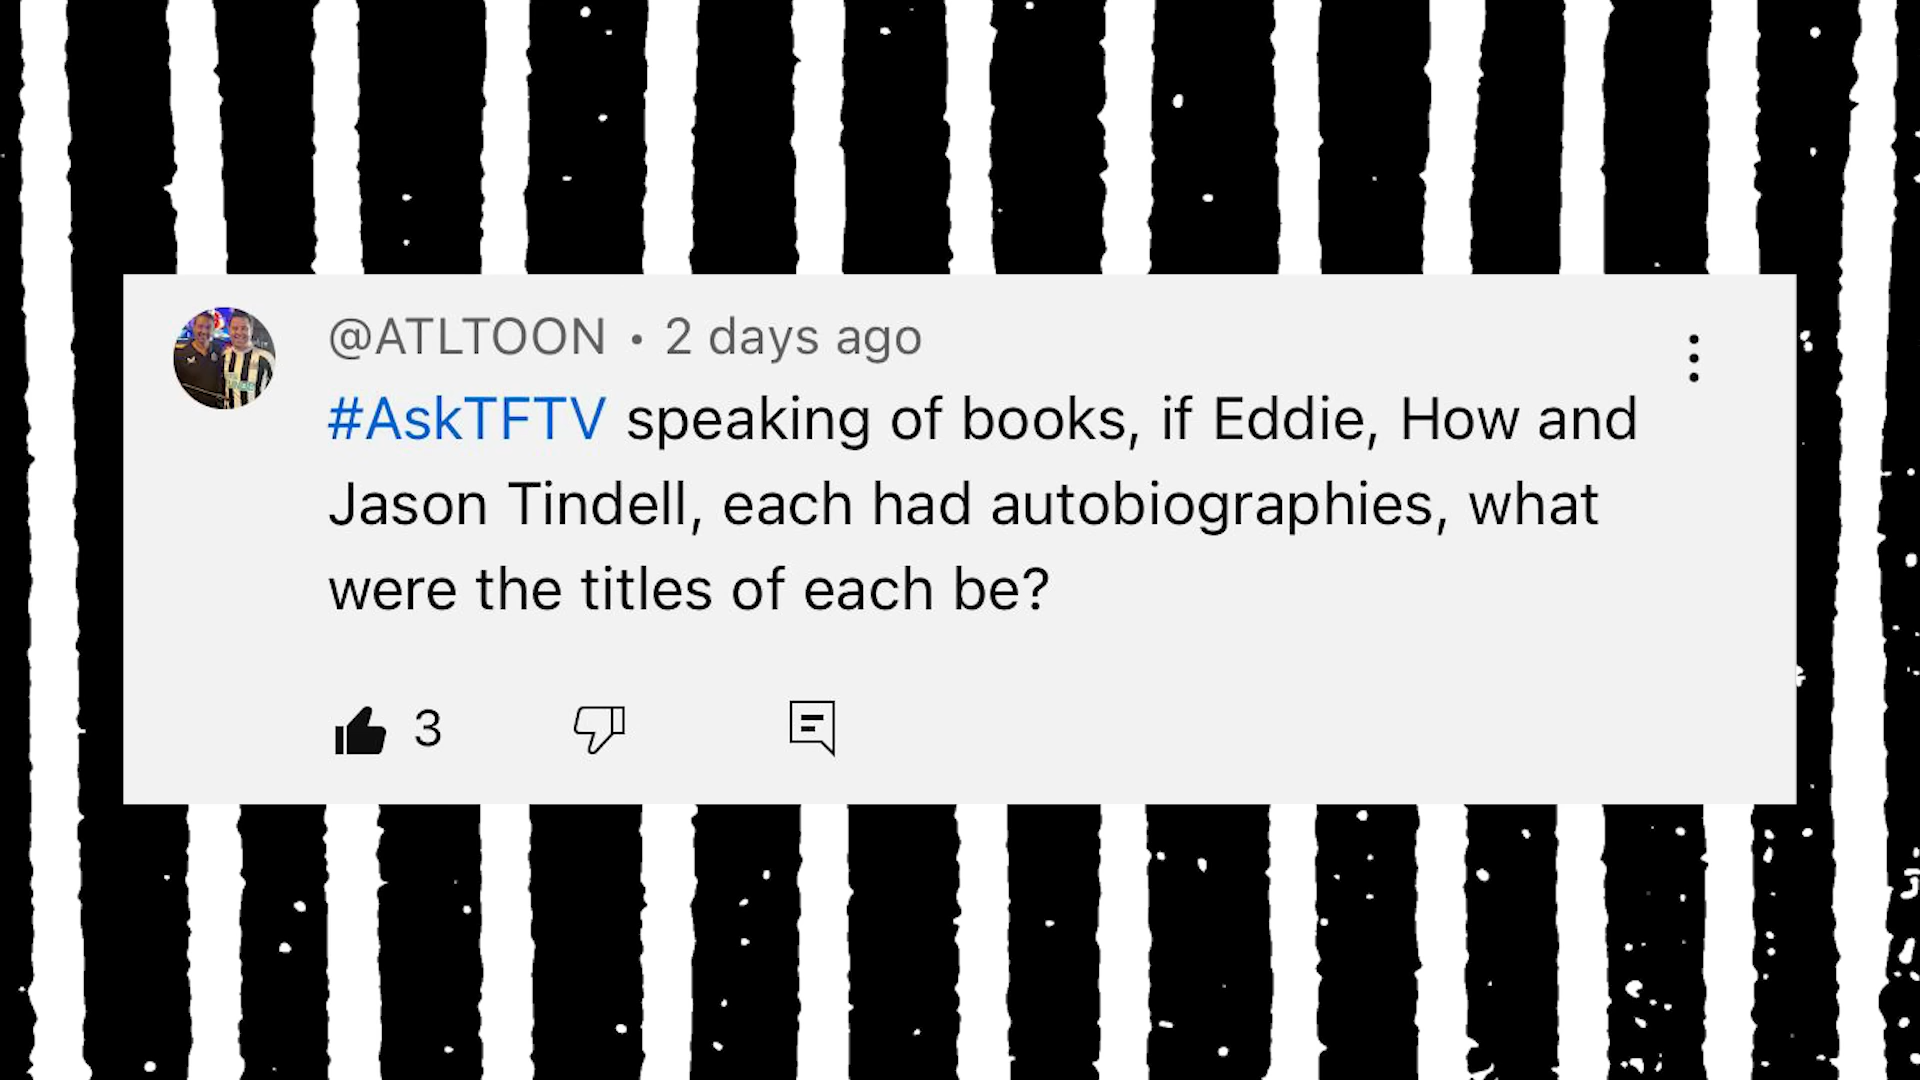 @ATLTOON • 2 days ago
#AskTFTV speaking of books, if Eddie, How and
Jason Tindell, each had autobiographies, what
were the titles of each be?
3